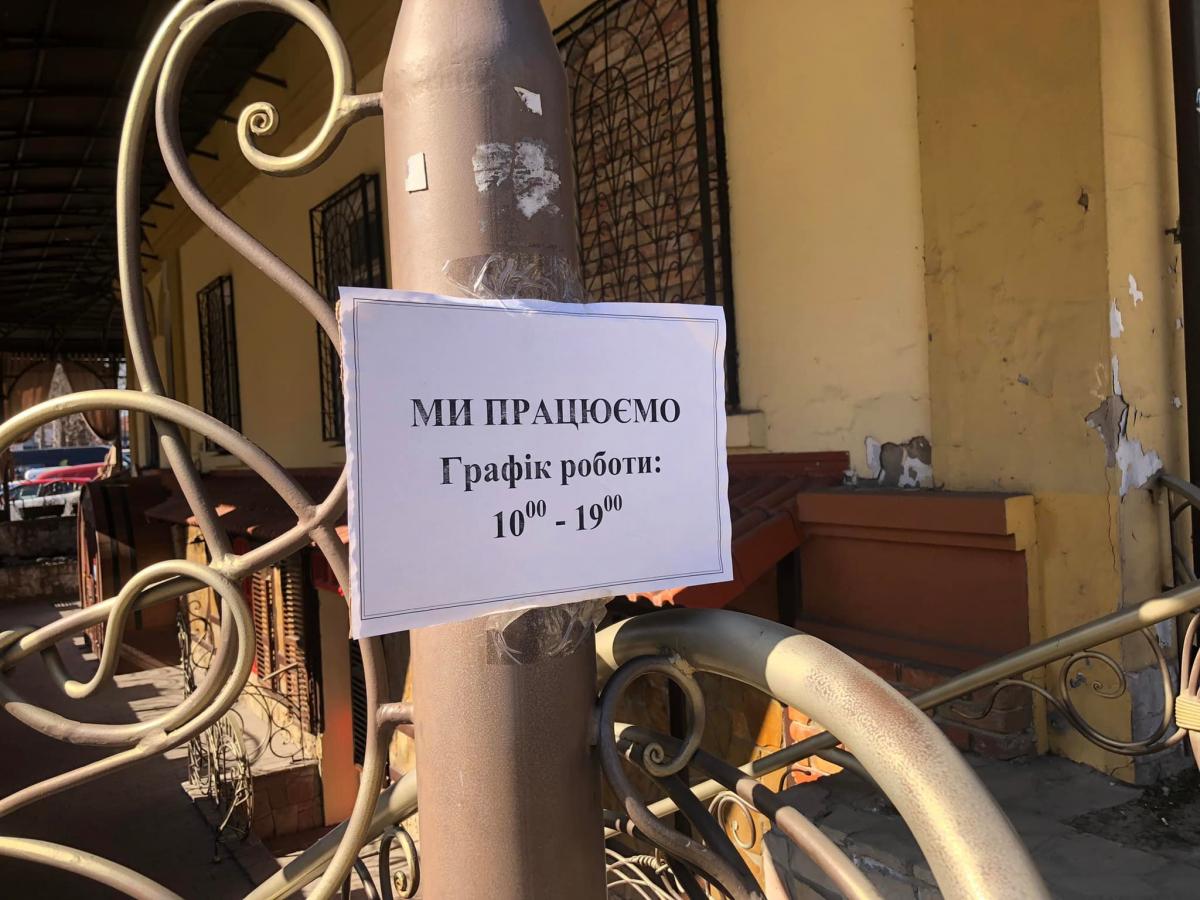 МИ ПРАЦЮЄМО
Графік роботи:
10⁰⁰ - 19⁰⁰